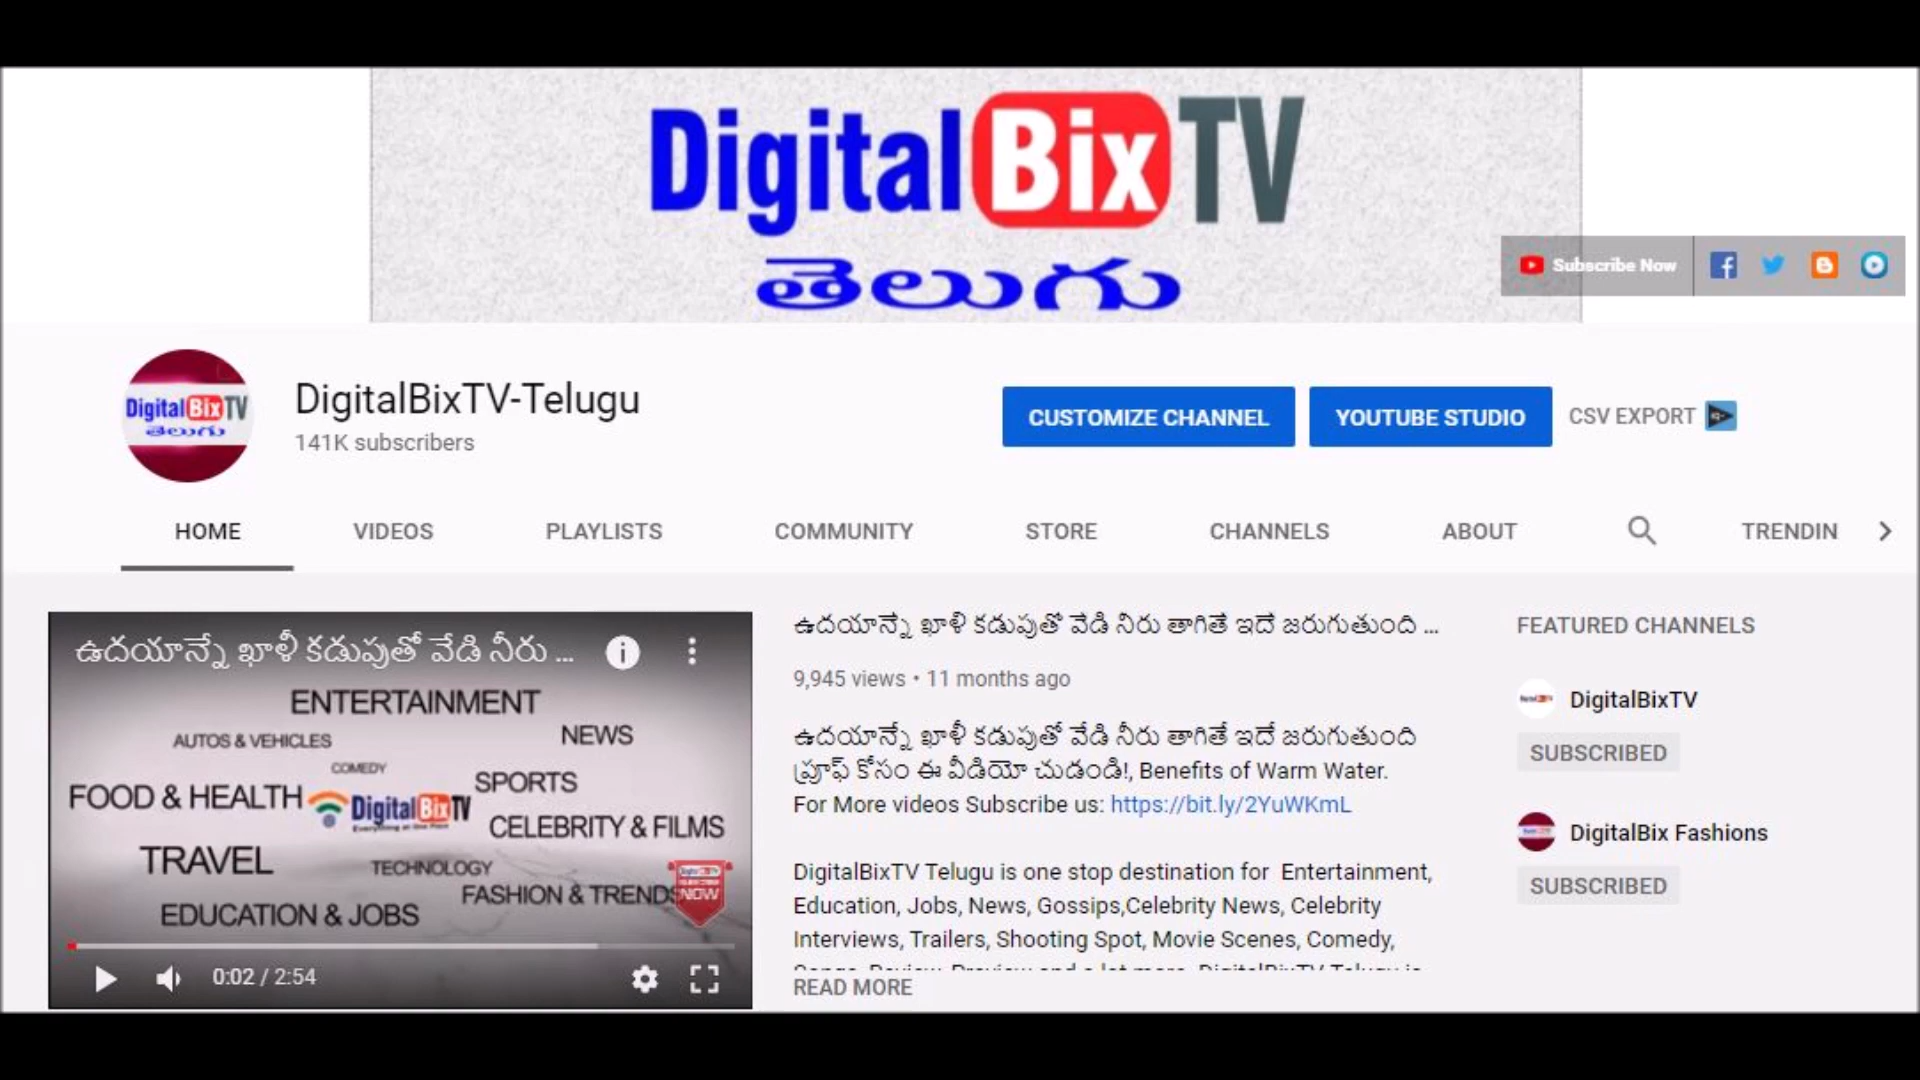 DigitalBixTV
తెలుగు
Subscribe Now
DigitalBixTV
తెలుగు
DigitalBixTV-Telugu
141K subscribers
CUSTOMIZE CHANNEL
YOUTUBE STUDIO
CSV EXPORT
HOME
VIDEOS
PLAYLISTS
COMMUNITY
STORE
CHANNELS
ABOUT
TRENDIN
ఉదయాన్నే ఖాళీ కడుపుతో వేడి నీరు ...
ENTERTAINMENT
AUTOS & VEHICLES
NEWS
COMEDY
SPORTS
FOOD & HEALTH
DigitalBixTV
CELEBRITY & FILMS
TRAVEL
TECHNOLOGY
FASHION & TRENDS
NOW
EDUCATION & JOBS
0:02 / 2:54
ఉదయాన్నే ఖాళీ కడుపుతో వేడి నీరు తాగితే ఇదే జరుగుతుంది ...
9,945 views • 11 months ago
ఉదయాన్నే ఖాళీ కడుపుతో వేడి నీరు తాగితే ఇదే జరుగుతుంది
ప్రూఫ్ కోసం ఈ వీడియో చుడండి!, Benefits of Warm Water.
For More videos Subscribe us: https://bit.ly/2YuWKmL
DigitalBixTV Telugu is one stop destination for Entertainment,
Education, Jobs, News, Gossips,Celebrity News, Celebrity
Interviews, Trailers, Shooting Spot, Movie Scenes, Comedy,
READ MORE
FEATURED CHANNELS
DigitalBixTV
SUBSCRIBED
DigitalBix Fashions
SUBSCRIBED